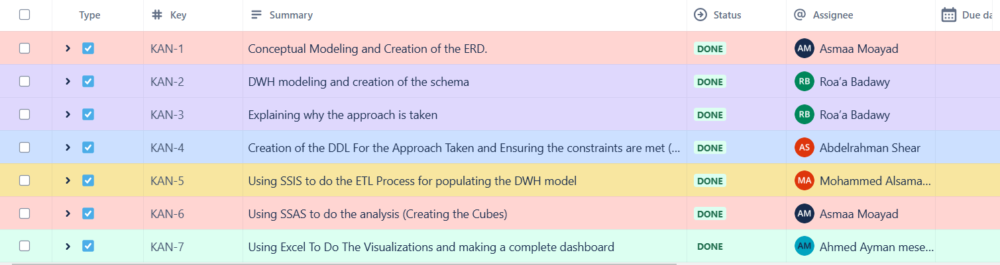 Type # Key Summary Status @ Assignee Due da
KAN-1 Conceptual Modeling and Creation of the ERD. DONE AM Asmaa Moayad
KAN-2 DWH modeling and creation of the schema DONE RB Roa’a Badawy
KAN-3 Explaining why the approach is taken DONE RB Roa’a Badawy
KAN-4 Creation of the DDL For the Approach Taken and Ensuring the constraints are met (... DONE AS Abdelrahman Shear
KAN-5 Using SSIS to do the ETL Process for populating the DWH model DONE MA Mohammed Alsama...
KAN-6 Using SSAS to do the analysis (Creating the Cubes) DONE AM Asmaa Moayad
KAN-7 Using Excel To Do The Visualizations and making a complete dashboard DONE AM Ahmed Ayman mese...